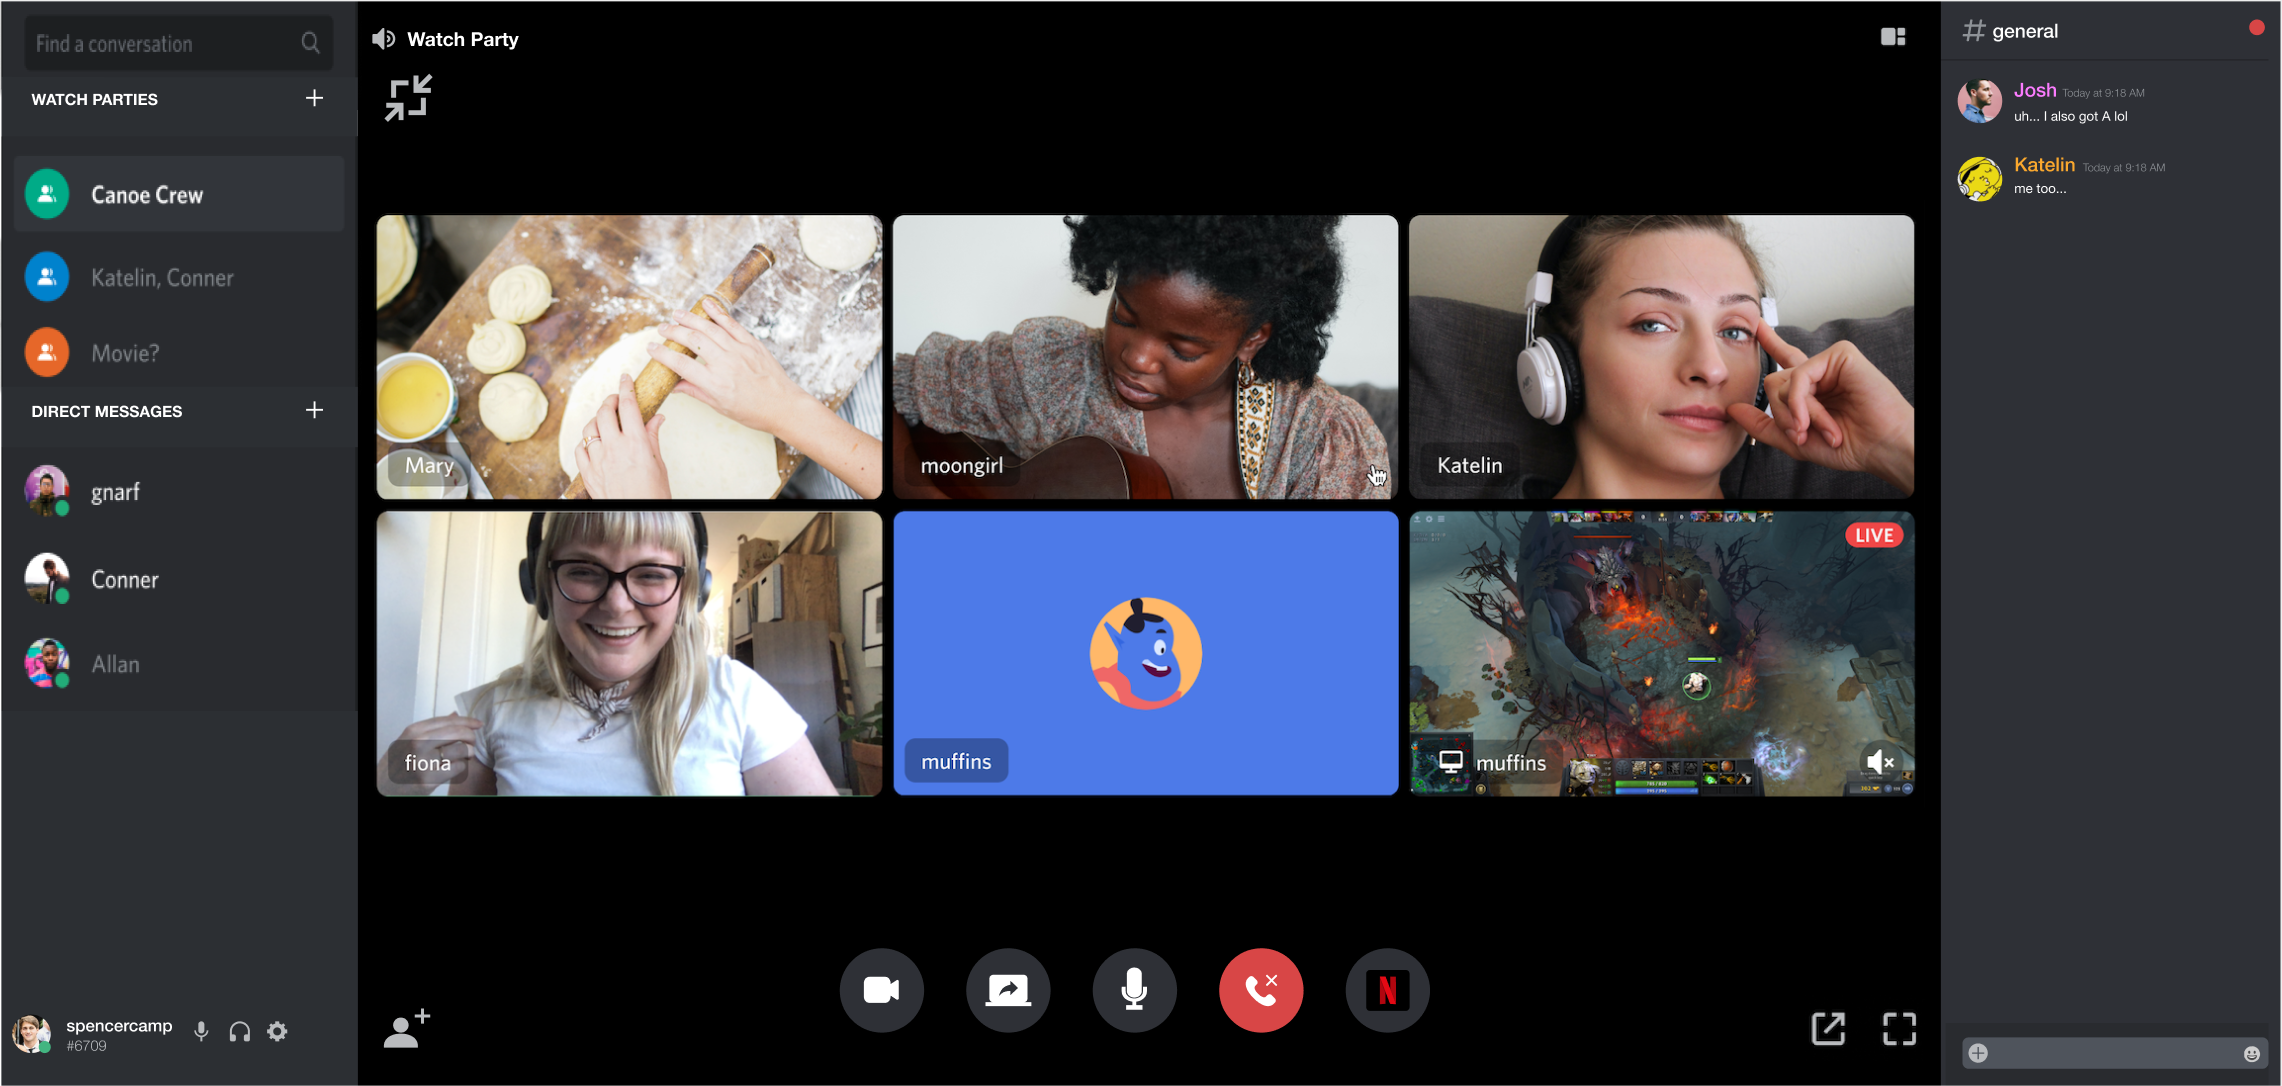 Find a conversation
WATCH PARTIES
Canoe Crew
Katelin, Conner
Movie?
DIRECT MESSAGES
gnarf
Conner
Allan
spencercamp
#6709
Watch Party
Mary
moongirl
Katelin
fiona
muffins
LIVE
muffins
N
# general
Josh Today at 9:18 AM
uh... I also got A lol
Katelin Today at 9:18 AM
me too...